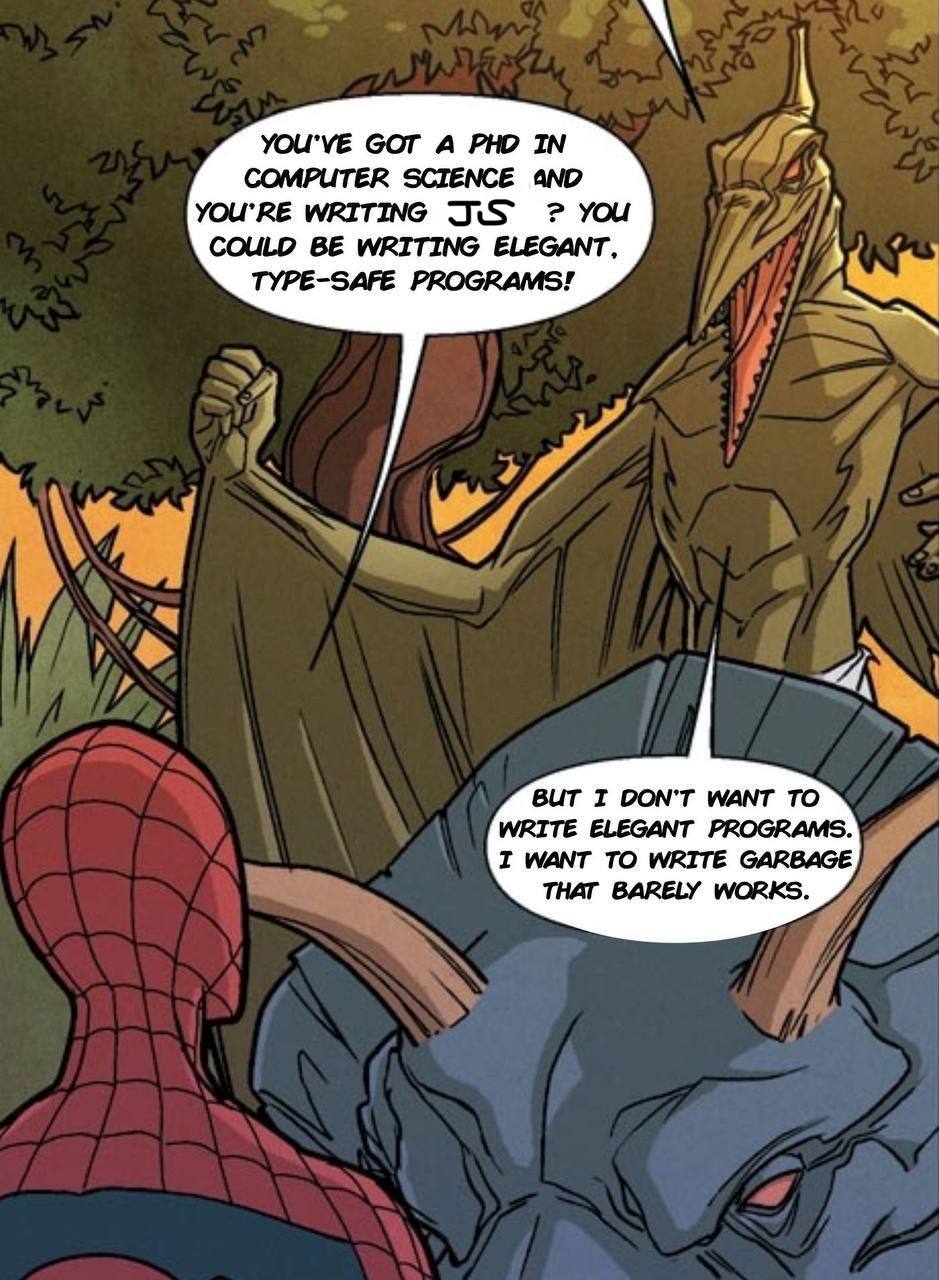 YOU'VE GOT A PHD IN
COMPUTER SCIENCE AND
YOU'RE WRITING JS ? YOU
COULD BE WRITING ELEGANT,
TYPE-SAFE PROGRAMS!
BUT I DON'T WANT TO
WRITE ELEGANT PROGRAMS.
I WANT TO WRITE GARBAGE
THAT BARELY WORKS.